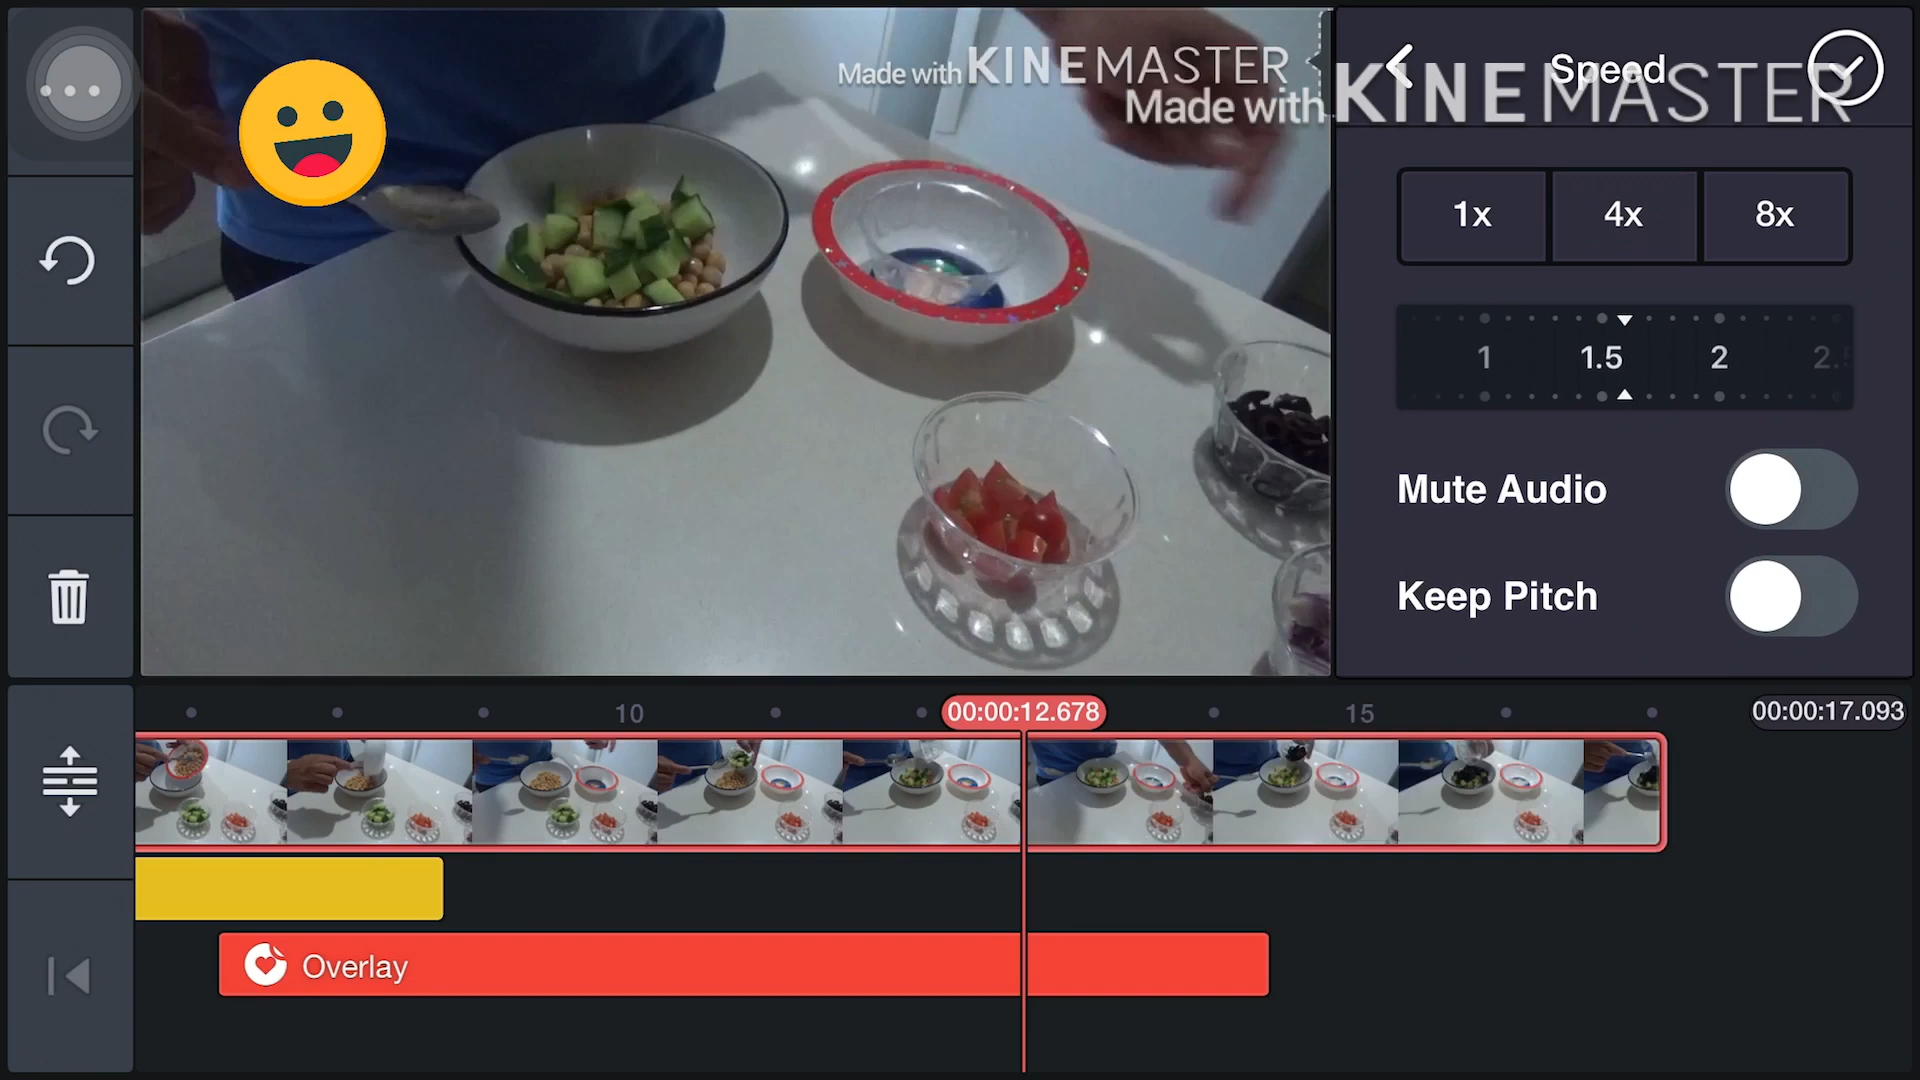 Made with KINEMASTER
Made with KINEMASTER
Speed
1x 4x 8x
1 1.5 2 2.
Mute Audio
Keep Pitch
10 00:00:12.678 15 00:00:17.093
Overlay